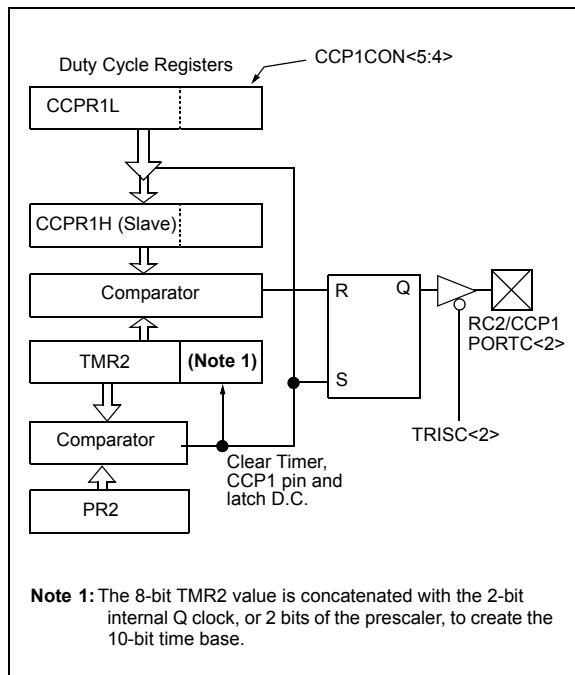 Duty Cycle Registers
CCP1CON<5:4>
CCPR1L
CCPR1H (Slave)
Comparator
R
Q
RC2/CCP1
PORTC<2>
TMR2
(Note 1)
S
TRISC<2>
Comparator
Clear Timer,
CCP1 pin and
latch D.C.
PR2
Note 1: The 8-bit TMR2 value is concatenated with the 2-bit
internal Q clock, or 2 bits of the prescaler, to create the
10-bit time base.